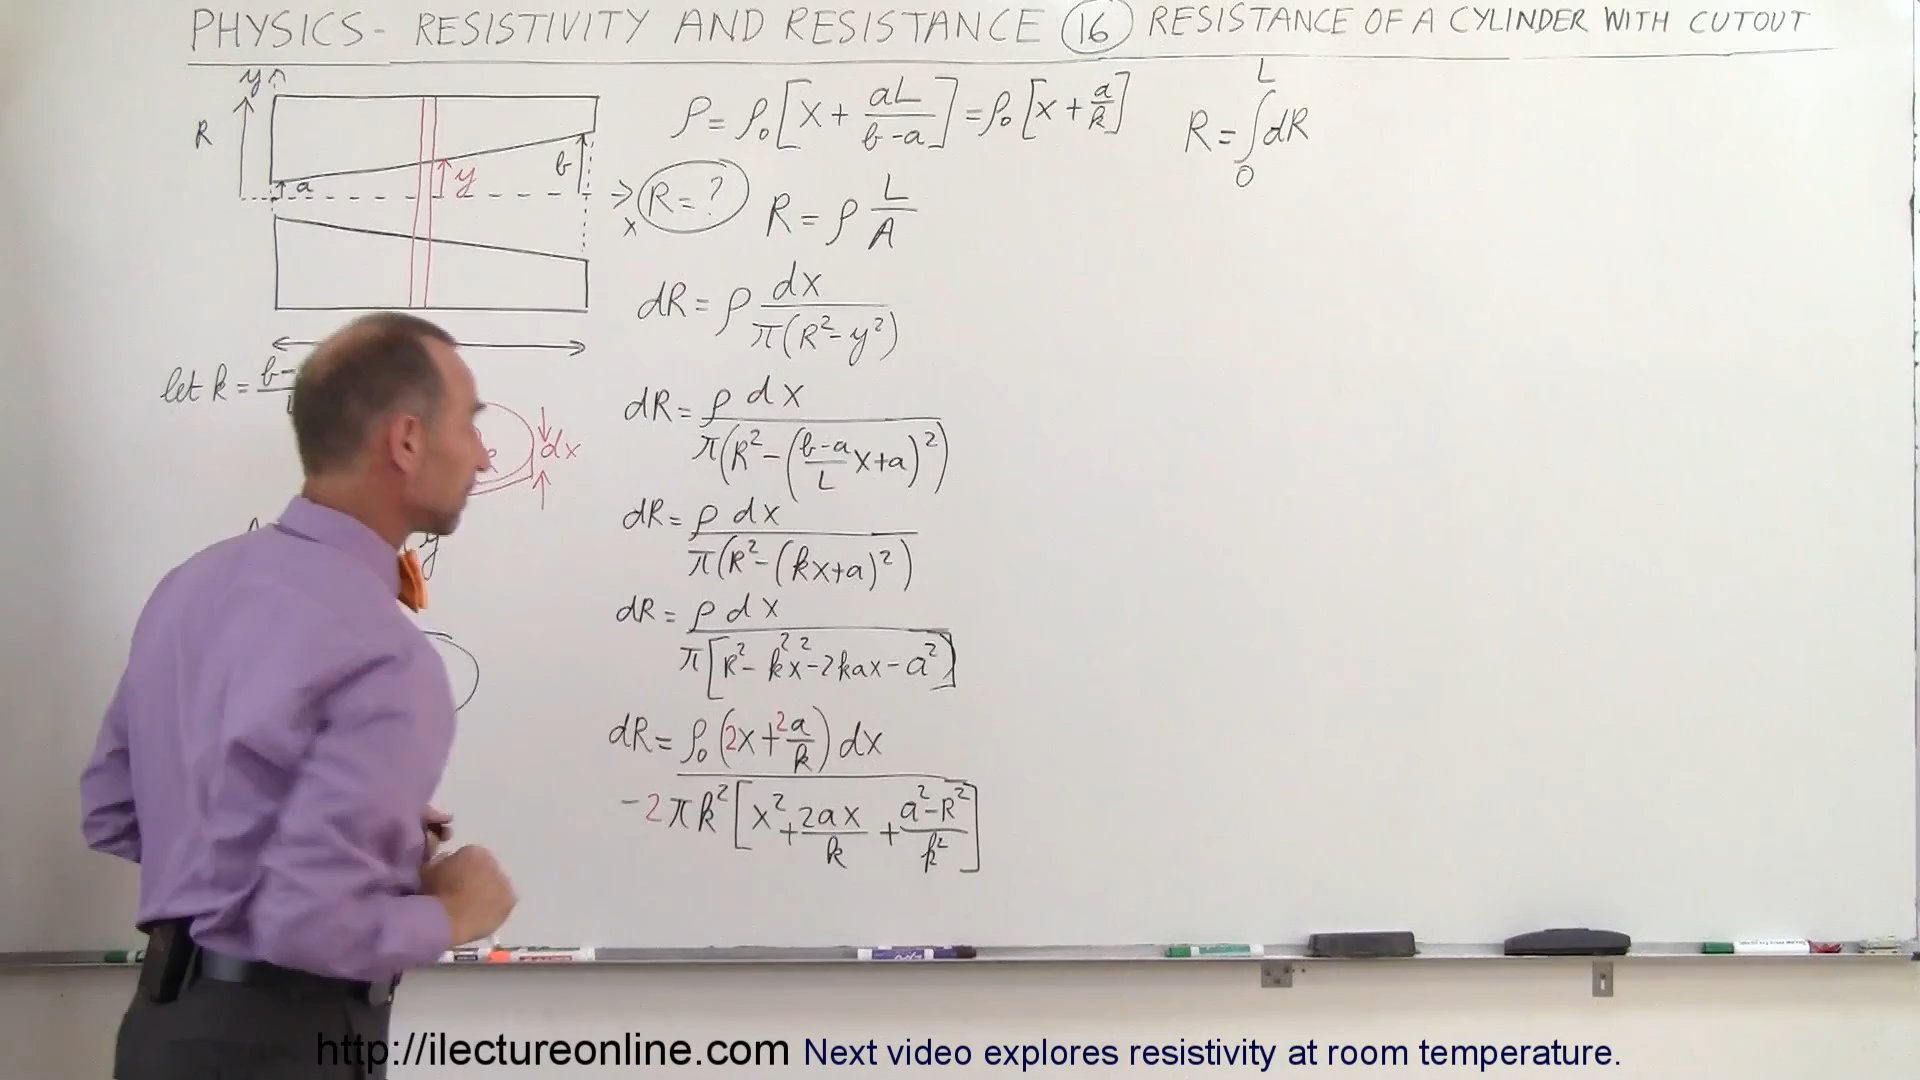 PHYSICS - RESISTIVITY AND RESISTANCE (16) RESISTANCE OF A CYLINDER WITH CUTOUT
y
R
a
y
b
x
ρ = ρ₀ [x + aL/(b-a)] = ρ₀ [x + a/k]
R = ∫₀ᴸ dR
R = ?
R = ρ L/A
dR = ρ dx / π(R² - y²)
let k = b-
dx
dR = ρ dx / π(R² - ((b-a)/L x + a)²)
dR = ρ dx / π(R² - (kx+a)²)
y
dR = ρ dx / π[R² - k²x² - 2kax - a²]
dR = ρ₀ (2x + 2a/k) dx / -2πk² [x² + 2ax/k + (a²-R²)/k²]
http://ilectureonline.com Next video explores resistivity at room temperature.